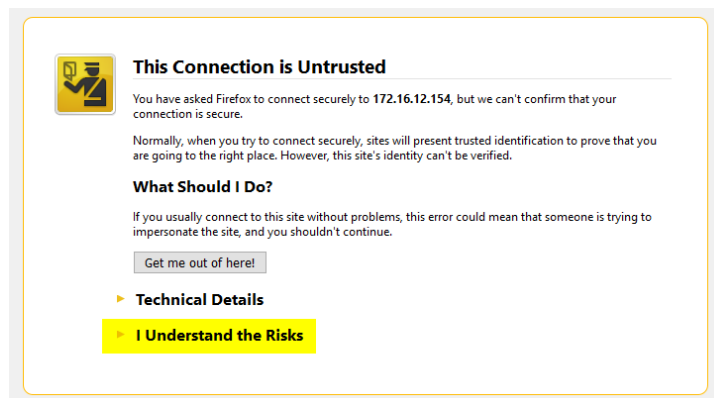 This Connection is Untrusted
You have asked Firefox to connect securely to 172.16.12.154, but we can't confirm that your
connection is secure.
Normally, when you try to connect securely, sites will present trusted identification to prove that you
are going to the right place. However, this site's identity can't be verified.
What Should I Do?
If you usually connect to this site without problems, this error could mean that someone is trying to
impersonate the site, and you shouldn't continue.
Get me out of here!
Technical Details
I Understand the Risks